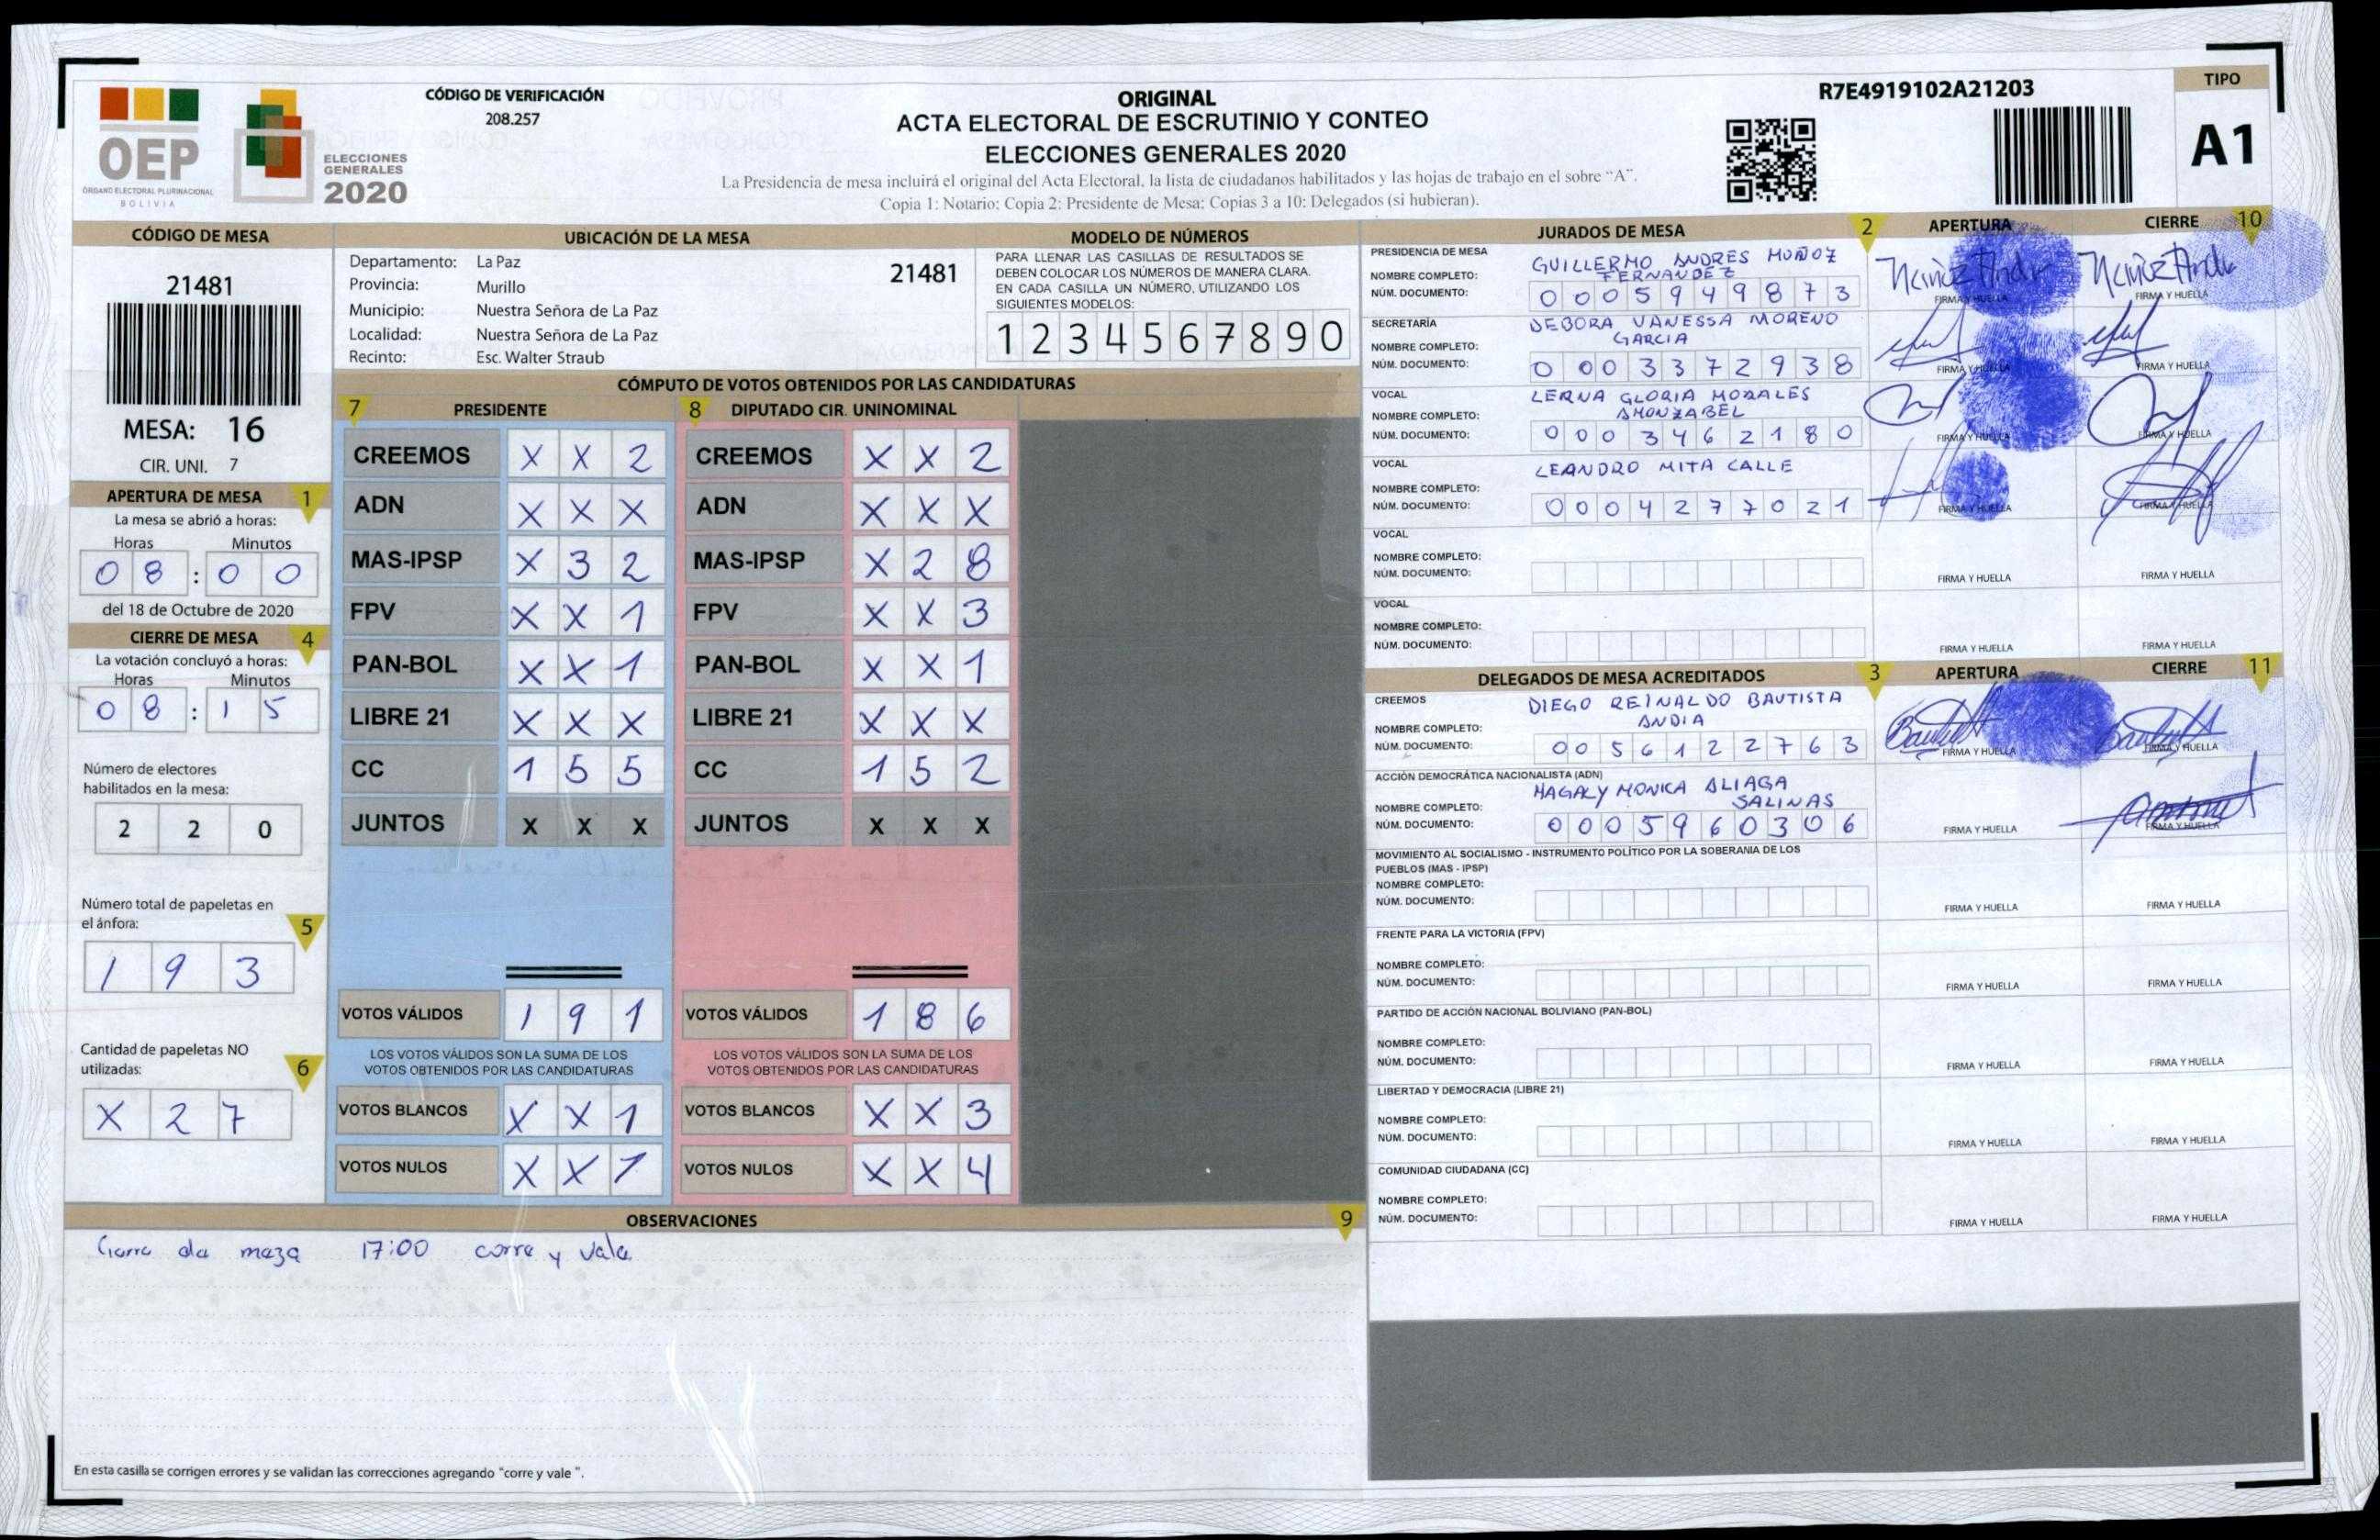 OEP
ÓRGANO ELECTORAL PLURINACIONAL
BOLIVIA
ELECCIONES
GENERALES
2020
CÓDIGO DE VERIFICACIÓN
208.257
ORIGINAL
ACTA ELECTORAL DE ESCRUTINIO Y CONTEO
ELECCIONES GENERALES 2020
La Presidencia de mesa incluirá el original del Acta Electoral, la lista de ciudadanos habilitados y las hojas de trabajo en el sobre "A".
Copia 1: Notario; Copia 2: Presidente de Mesa; Copias 3 a 10: Delegados (si hubieran).
R7E4919102A21203
TIPO
A1
CÓDIGO DE MESA
21481
MESA: 16
CIR. UNI. 7
APERTURA DE MESA 1
La mesa se abrió a horas:
Horas Minutos
0 8 : 0 0
del 18 de Octubre de 2020
CIERRE DE MESA 4
La votación concluyó a horas:
Horas Minutos
0 8 : 1 5
Número de electores
habilitados en la mesa:
2 2 0
Número total de papeletas en
el ánfora: 5
1 9 3
Cantidad de papeletas NO
utilizadas: 6
X 2 7
UBICACIÓN DE LA MESA
Departamento: La Paz 21481
Provincia: Murillo
Municipio: Nuestra Señora de La Paz
Localidad: Nuestra Señora de La Paz
Recinto: Esc. Walter Straub
MODELO DE NÚMEROS
PARA LLENAR LAS CASILLAS DE RESULTADOS SE
DEBEN COLOCAR LOS NÚMEROS DE MANERA CLARA.
EN CADA CASILLA UN NÚMERO, UTILIZANDO LOS
SIGUIENTES MODELOS:
1 2 3 4 5 6 7 8 9 0
CÓMPUTO DE VOTOS OBTENIDOS POR LAS CANDIDATURAS
7 PRESIDENTE 8 DIPUTADO CIR. UNINOMINAL
CREEMOS X X 2 CREEMOS X X 2
ADN X X X ADN X X X
MAS-IPSP X 3 2 MAS-IPSP X 2 8
FPV X X 1 FPV X X 3
PAN-BOL X X 1 PAN-BOL X X 1
LIBRE 21 X X X LIBRE 21 X X X
CC 1 5 5 CC 1 5 2
JUNTOS X X X JUNTOS X X X
VOTOS VÁLIDOS 1 9 1 VOTOS VÁLIDOS 1 8 6
LOS VOTOS VÁLIDOS SON LA SUMA DE LOS LOS VOTOS VÁLIDOS SON LA SUMA DE LOS
VOTOS OBTENIDOS POR LAS CANDIDATURAS VOTOS OBTENIDOS POR LAS CANDIDATURAS
VOTOS BLANCOS X X 1 VOTOS BLANCOS X X 3
VOTOS NULOS X X 1 VOTOS NULOS X X 4
OBSERVACIONES 9
Cierre de meza 17:00 corre y vale
En esta casilla se corrigen errores y se validan las correcciones agregando "corre y vale ".
JURADOS DE MESA 2 APERTURA CIERRE 10
PRESIDENCIA DE MESA
NOMBRE COMPLETO: GUILLERMO ANDRES MUÑOZ
FERNANDEZ
NÚM. DOCUMENTO: 0 0 0 5 9 4 9 8 7 3
FIRMA Y HUELLA FIRMA Y HUELLA
SECRETARÍA
NOMBRE COMPLETO: DEBORA VANESSA MORENO
GARCIA
NÚM. DOCUMENTO: 0 0 0 3 3 7 2 9 3 8
FIRMA Y HUELLA FIRMA Y HUELLA
VOCAL
NOMBRE COMPLETO: LERNA GLORIA MORALES
AMONZABEL
NÚM. DOCUMENTO: 0 0 0 3 4 6 2 1 8 0
FIRMA Y HUELLA FIRMA Y HUELLA
VOCAL
NOMBRE COMPLETO: LEANDRO MITA CALLE
NÚM. DOCUMENTO: 0 0 0 4 2 7 7 0 2 1
FIRMA Y HUELLA FIRMA Y HUELLA
VOCAL
NOMBRE COMPLETO:
NÚM. DOCUMENTO:
FIRMA Y HUELLA FIRMA Y HUELLA
VOCAL
NOMBRE COMPLETO:
NÚM. DOCUMENTO:
FIRMA Y HUELLA FIRMA Y HUELLA
DELEGADOS DE MESA ACREDITADOS 3 APERTURA CIERRE 11
CREEMOS
NOMBRE COMPLETO: DIEGO REINALDO BAUTISTA
ANDIA
NÚM. DOCUMENTO: 0 0 5 6 1 2 2 7 6 3
FIRMA Y HUELLA FIRMA Y HUELLA
ACCIÓN DEMOCRÁTICA NACIONALISTA (ADN)
NOMBRE COMPLETO: MAGALY MONICA ALIAGA
SALINAS
NÚM. DOCUMENTO: 0 0 0 5 9 6 0 3 0 6
FIRMA Y HUELLA FIRMA Y HUELLA
MOVIMIENTO AL SOCIALISMO - INSTRUMENTO POLÍTICO POR LA SOBERANIA DE LOS
PUEBLOS (MAS - IPSP)
NOMBRE COMPLETO:
NÚM. DOCUMENTO:
FIRMA Y HUELLA FIRMA Y HUELLA
FRENTE PARA LA VICTORIA (FPV)
NOMBRE COMPLETO:
NÚM. DOCUMENTO:
FIRMA Y HUELLA FIRMA Y HUELLA
PARTIDO DE ACCIÓN NACIONAL BOLIVIANO (PAN-BOL)
NOMBRE COMPLETO:
NÚM. DOCUMENTO:
FIRMA Y HUELLA FIRMA Y HUELLA
LIBERTAD Y DEMOCRACIA (LIBRE 21)
NOMBRE COMPLETO:
NÚM. DOCUMENTO:
FIRMA Y HUELLA FIRMA Y HUELLA
COMUNIDAD CIUDADANA (CC)
NOMBRE COMPLETO:
NÚM. DOCUMENTO:
FIRMA Y HUELLA FIRMA Y HUELLA